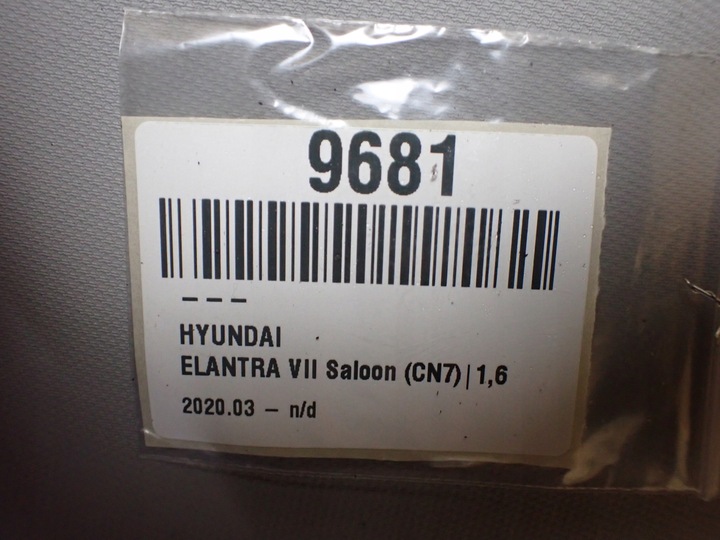 9681
– – –
HYUNDAI
ELANTRA VII Saloon (CN7)|1,6
2020.03 – n/d